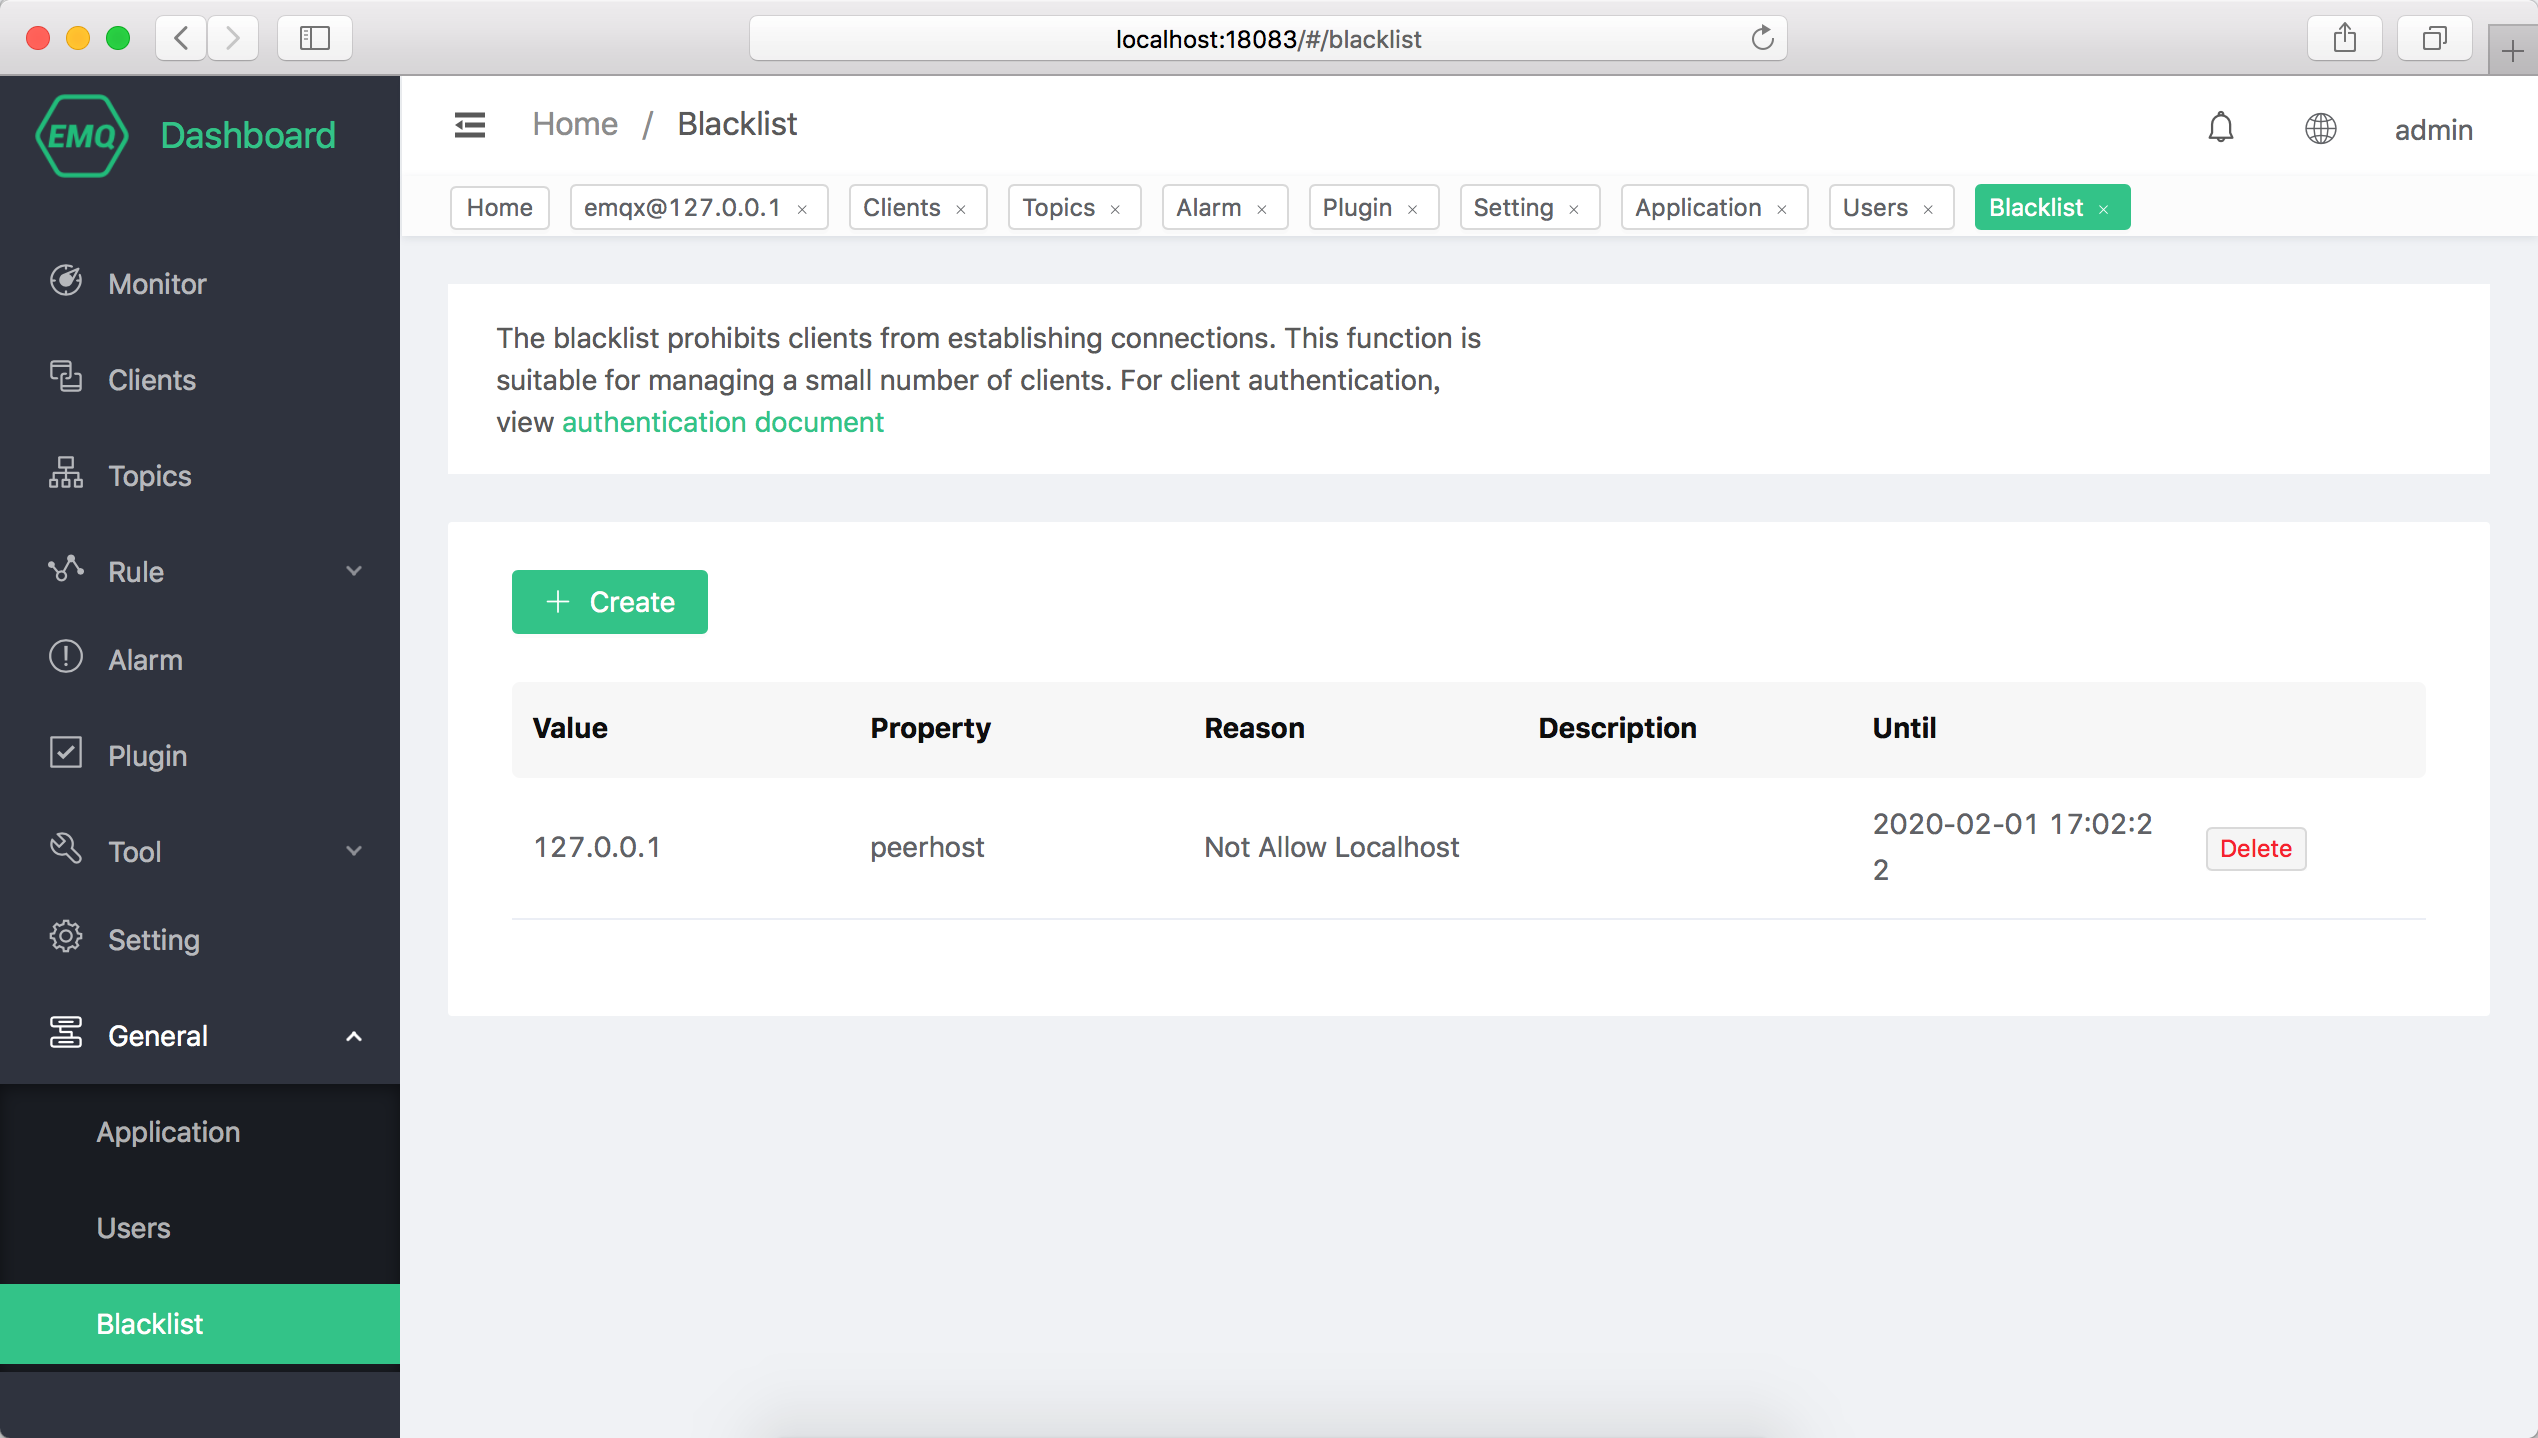 localhost:18083/#/blacklist
EMQ Dashboard
Home / Blacklist
admin
Home
emqx@127.0.0.1 ×
Clients ×
Topics ×
Alarm ×
Plugin ×
Setting ×
Application ×
Users ×
Blacklist ×
Monitor
Clients
Topics
Rule
Alarm
Plugin
Tool
Setting
General
Application
Users
Blacklist
The blacklist prohibits clients from establishing connections. This function is
suitable for managing a small number of clients. For client authentication,
view authentication document
+ Create
Value Property Reason Description Until
127.0.0.1 peerhost Not Allow Localhost 2020-02-01 17:02:2
2
Delete